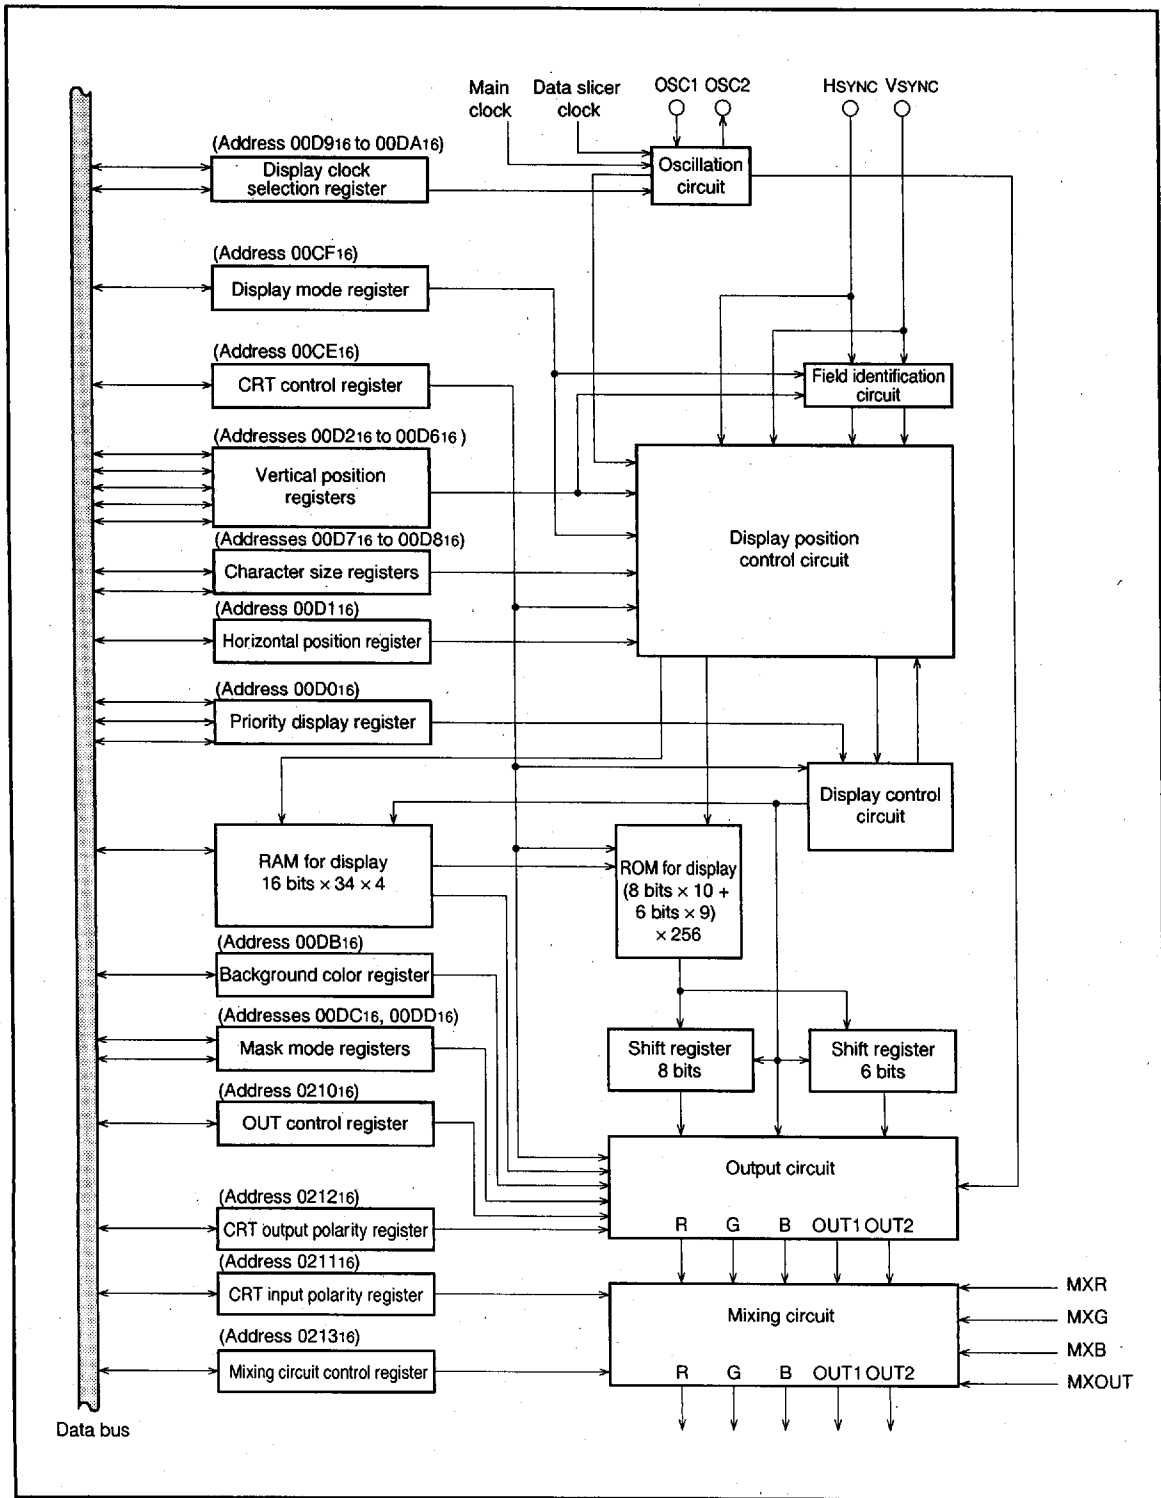 Main clock
Data slicer clock
OSC1 OSC2
HSYNC VSYNC
(Address 00D916 to 00DA16)
Display clock
selection register
Oscillation
circuit
(Address 00CF16)
Display mode register
(Address 00CE16)
CRT control register
Field identification
circuit
(Addresses 00D216 to 00D616 )
Vertical position
registers
(Addresses 00D716 to 00D816)
Character size registers
Display position
control circuit
(Address 00D116)
Horizontal position register
(Address 00D016)
Priority display register
Display control
circuit
RAM for display
16 bits × 34 × 4
ROM for display
(8 bits × 10 +
6 bits × 9)
× 256
(Address 00DB16)
Background color register
(Addresses 00DC16, 00DD16)
Mask mode registers
Shift register
8 bits
Shift register
6 bits
(Address 021016)
OUT control register
Output circuit
(Address 021216)
CRT output polarity register
R G B OUT1 OUT2
(Address 021116)
CRT input polarity register
Mixing circuit
MXR
MXG
MXB
MXOUT
(Address 021316)
Mixing circuit control register
R G B OUT1 OUT2
Data bus